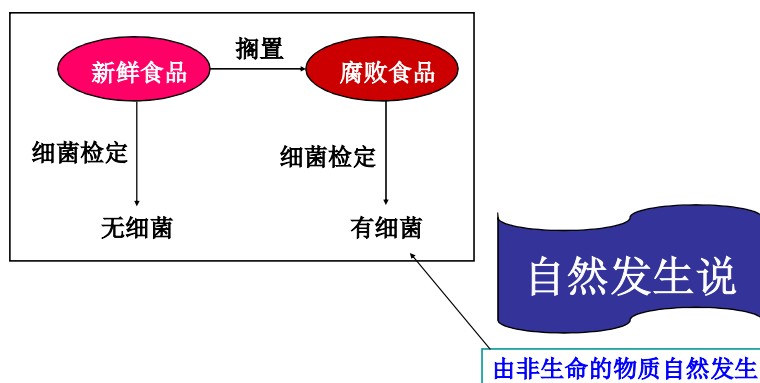 搁置
新鲜食品
腐败食品
细菌检定
细菌检定
无细菌
有细菌
自然发生说
由非生命的物质自然发生